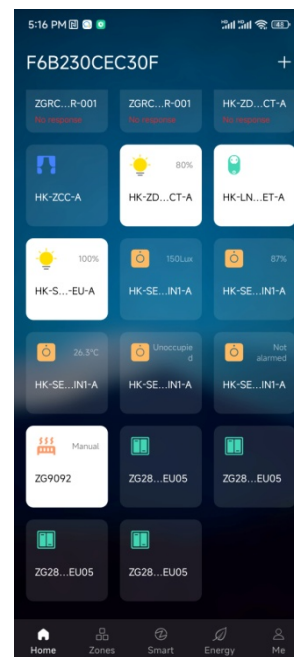 5:16 PM
F6B230CEC30F +
ZGRC...R-001
No response
ZGRC...R-001
No response
HK-ZD...CT-A
No response
HK-ZCC-A
80%
HK-ZD...CT-A
HK-LN...ET-A
100%
HK-S...-EU-A
150Lux
HK-SE...IN1-A
87%
HK-SE...IN1-A
26.3°C
HK-SE...IN1-A
Unoccupie
d
HK-SE...IN1-A
Not
alarmed
HK-SE...IN1-A
Manual
ZG9092
ZG28...EU05
ZG28...EU05
ZG28...EU05
ZG28...EU05
Home Zones Smart Energy Me